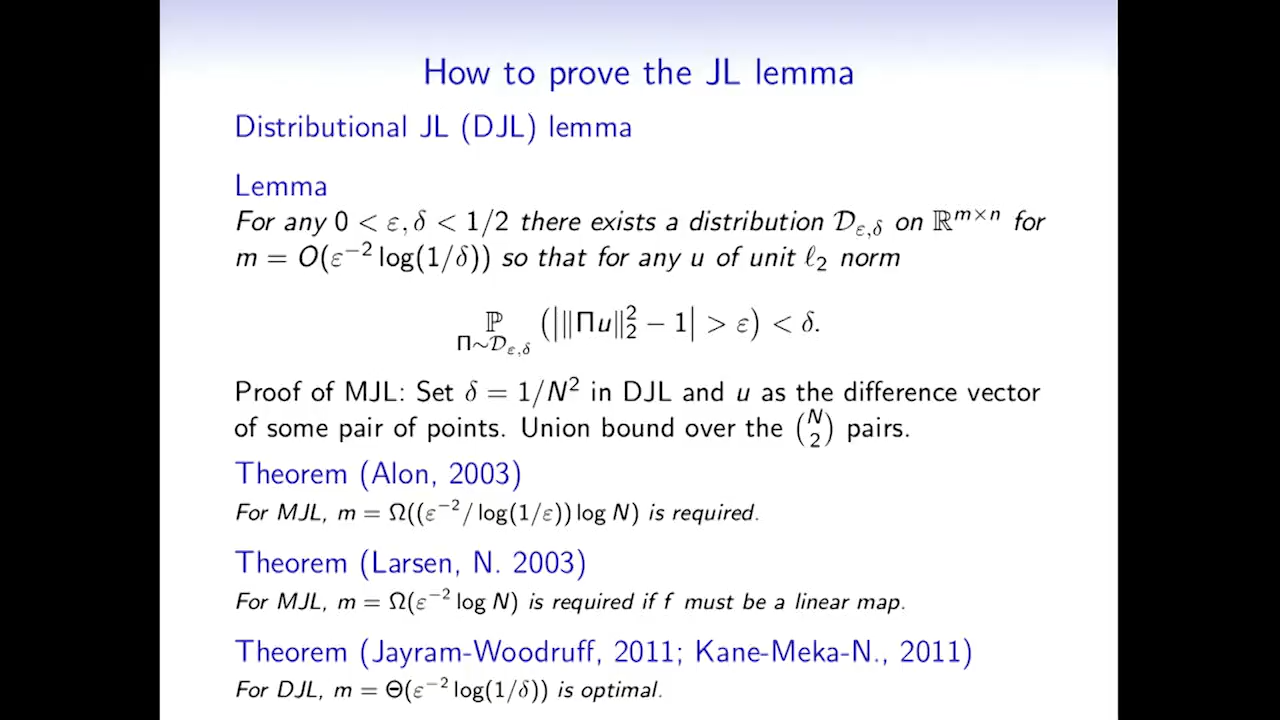 How to prove the JL lemma
Distributional JL (DJL) lemma
Lemma
For any 0 < ε, δ < 1/2 there exists a distribution 𝒟_{ε,δ} on ℝ^{m×n} for
m = O(ε⁻² log(1/δ)) so that for any u of unit ℓ₂ norm
ℙ_{Π∼𝒟_{ε,δ}} (|‖Πu‖₂² − 1| > ε) < δ.
Proof of MJL: Set δ = 1/N² in DJL and u as the difference vector
of some pair of points. Union bound over the \binom{N}{2} pairs.
Theorem (Alon, 2003)
For MJL, m = Ω((ε⁻²/ log(1/ε)) log N) is required.
Theorem (Larsen, N. 2003)
For MJL, m = Ω(ε⁻² log N) is required if f must be a linear map.
Theorem (Jayram-Woodruff, 2011; Kane-Meka-N., 2011)
For DJL, m = Θ(ε⁻² log(1/δ)) is optimal.